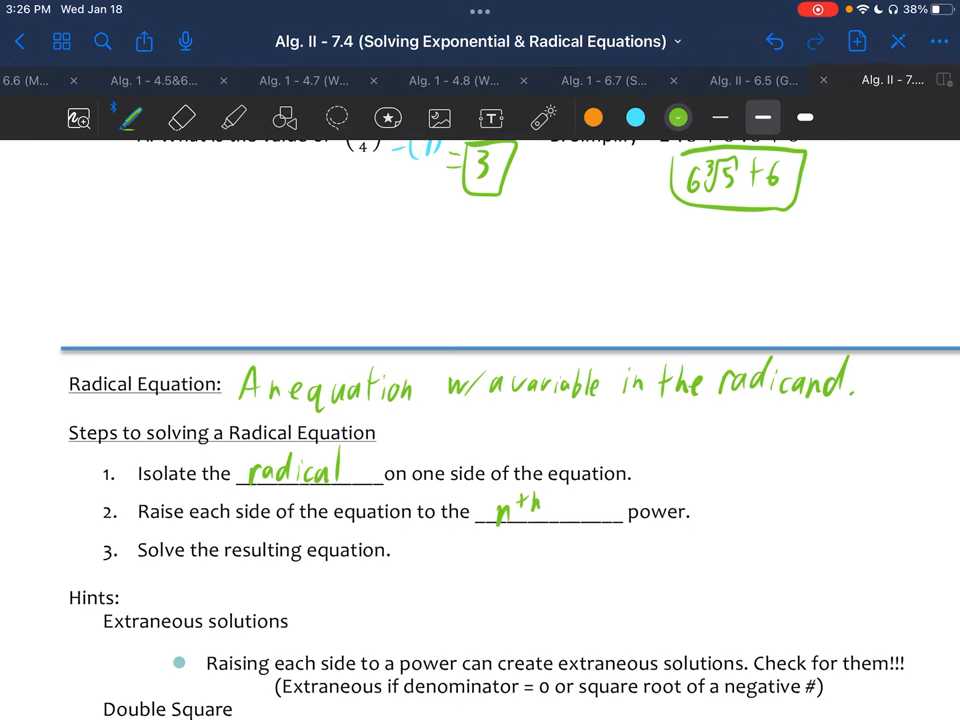 3:26 PM Wed Jan 18
38%
Alg. II - 7.4 (Solving Exponential & Radical Equations)
6.6 (M... Alg. 1 - 4.5&6... Alg. 1 - 4.7 (W... Alg. 1 - 4.8 (W... Alg. 1 - 6.7 (S... Alg. II - 6.5 (G... Alg. II - 7....
4
= 3
6∛5 + 6
Radical Equation: An equation w/ a variable in the radicand.
Steps to solving a Radical Equation
1. Isolate the radical on one side of the equation.
2. Raise each side of the equation to the nth power.
3. Solve the resulting equation.
Hints:
Extraneous solutions
Raising each side to a power can create extraneous solutions. Check for them!!!
(Extraneous if denominator = 0 or square root of a negative #)
Double Square